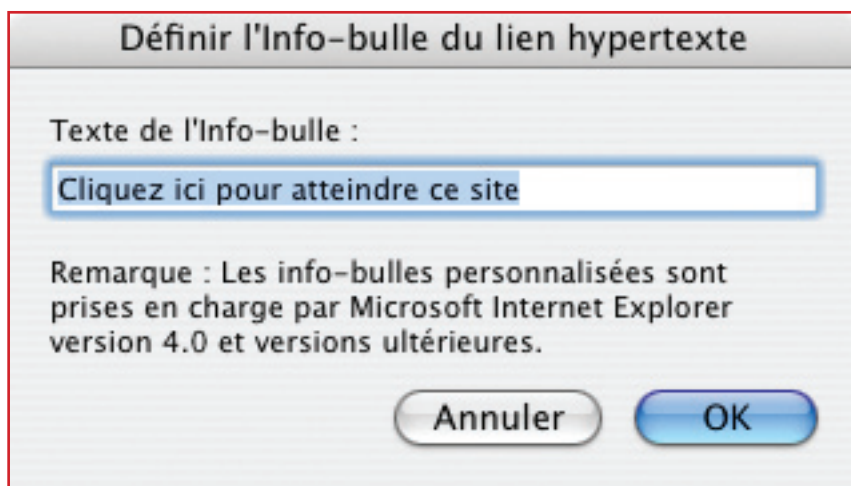 Définir l'Info-bulle du lien hypertexte
Texte de l'Info-bulle :
Cliquez ici pour atteindre ce site
Remarque : Les info-bulles personnalisées sont
prises en charge par Microsoft Internet Explorer
version 4.0 et versions ultérieures.
Annuler OK